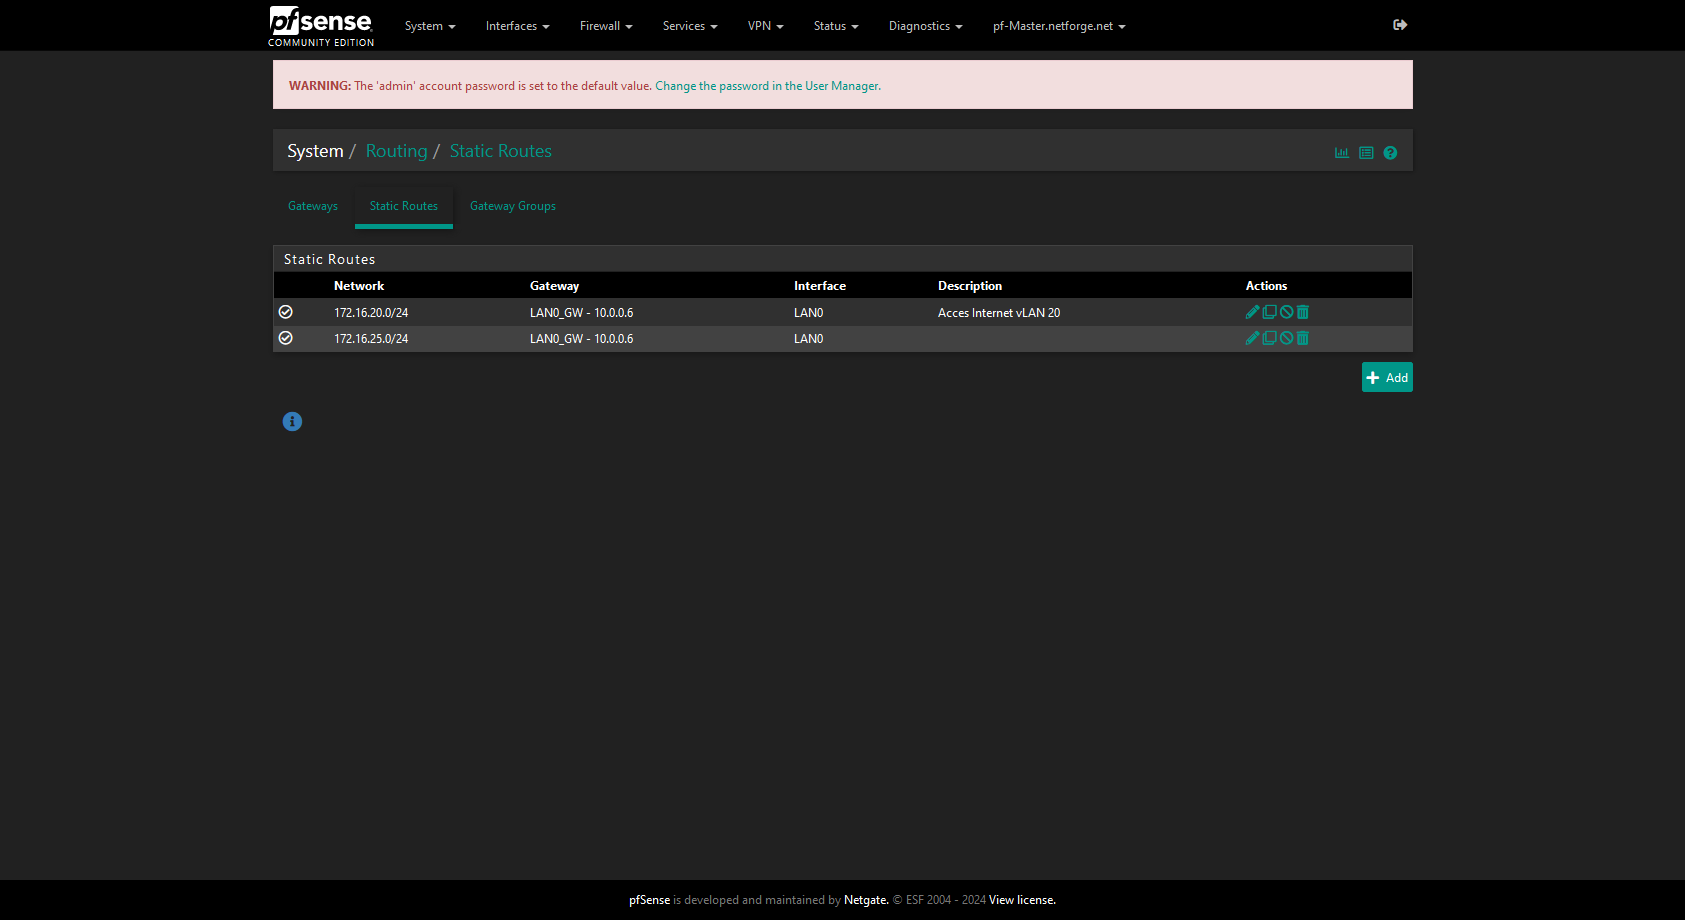 pfsense
COMMUNITY EDITION
System Interfaces Firewall Services VPN Status Diagnostics pf-Master.netforge.net
WARNING: The 'admin' account password is set to the default value. Change the password in the User Manager.
System / Routing / Static Routes
Gateways Static Routes Gateway Groups
Static Routes
Network Gateway Interface Description Actions
172.16.20.0/24 LAN0_GW - 10.0.0.6 LAN0 Acces Internet vLAN 20
172.16.25.0/24 LAN0_GW - 10.0.0.6 LAN0
Add
pfSense is developed and maintained by Netgate. © ESF 2004 - 2024 View license.